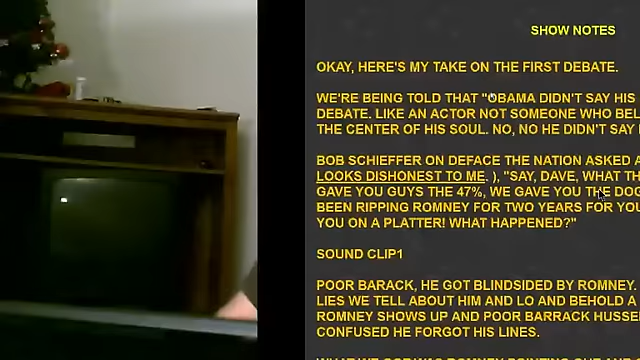 SHOW NOTES
OKAY, HERE'S MY TAKE ON THE FIRST DEBATE.
WE'RE BEING TOLD THAT "OBAMA DIDN'T SAY HIS
DEBATE. LIKE AN ACTOR NOT SOMEONE WHO BEL
THE CENTER OF HIS SOUL. NO, NO HE DIDN'T SAY
BOB SCHIEFFER ON DEFACE THE NATION ASKED A
LOOKS DISHONEST TO ME. ), "SAY, DAVE, WHAT TH
GAVE YOU GUYS THE 47%, WE GAVE YOU THE DOG
BEEN RIPPING ROMNEY FOR TWO YEARS FOR YOU
YOU ON A PLATTER! WHAT HAPPENED?"
SOUND CLIP1
POOR BARACK, HE GOT BLINDSIDED BY ROMNEY.
LIES WE TELL ABOUT HIM AND LO AND BEHOLD A
ROMNEY SHOWS UP AND POOR BARRACK HUSSE
CONFUSED HE FORGOT HIS LINES.